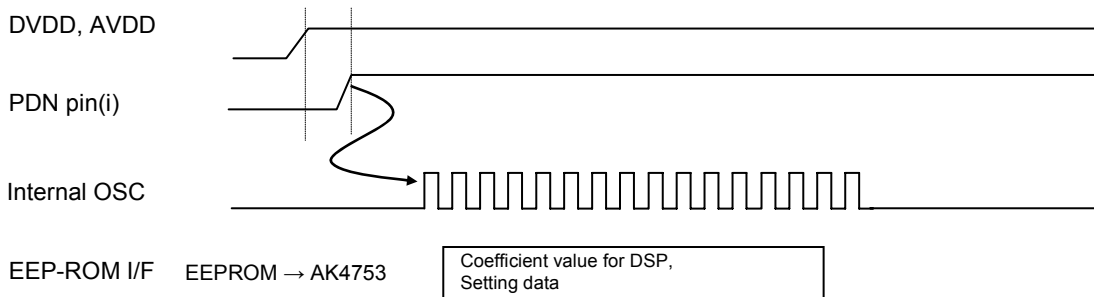 DVDD, AVDD
PDN pin(i)
Internal OSC
EEP-ROM I/F EEPROM → AK4753
Coefficient value for DSP,
Setting data